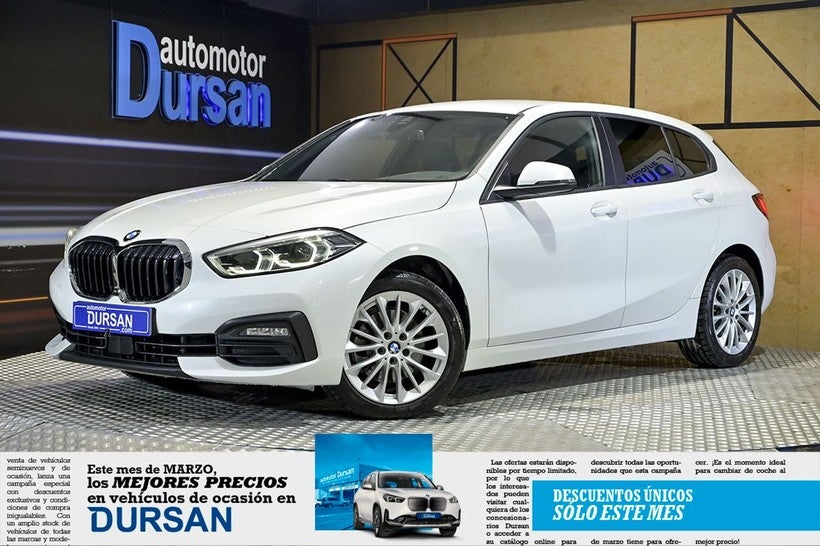 automotor
Dursan
automotor
DURSAN
.com
venta de vehículos
seminuevos y de
ocasión, lanza una
campaña especial
con descuentos
exclusivos y condi-
ciones de compra
inigualables. Con
un amplio stock de
vehículos de todas
las marcas y mode-
Este mes de MARZO,
los MEJORES PRECIOS
en vehículos de ocasión en
DURSAN
automotor Dursan
Las ofertas estarán dispo-
nibles por tiempo limitado,
por lo que
los interesa-
dos pueden
visitar cual-
quiera de los
concesiona-
rios Dursan
o acceder a
su catálogo
online para
descubrir todas las oportu-
nidades que esta campaña
de marzo tiene para ofre-
cer. ¡Es el momento ideal
para cambiar de coche al
mejor precio!
DESCUENTOS ÚNICOS
SÓLO ESTE MES